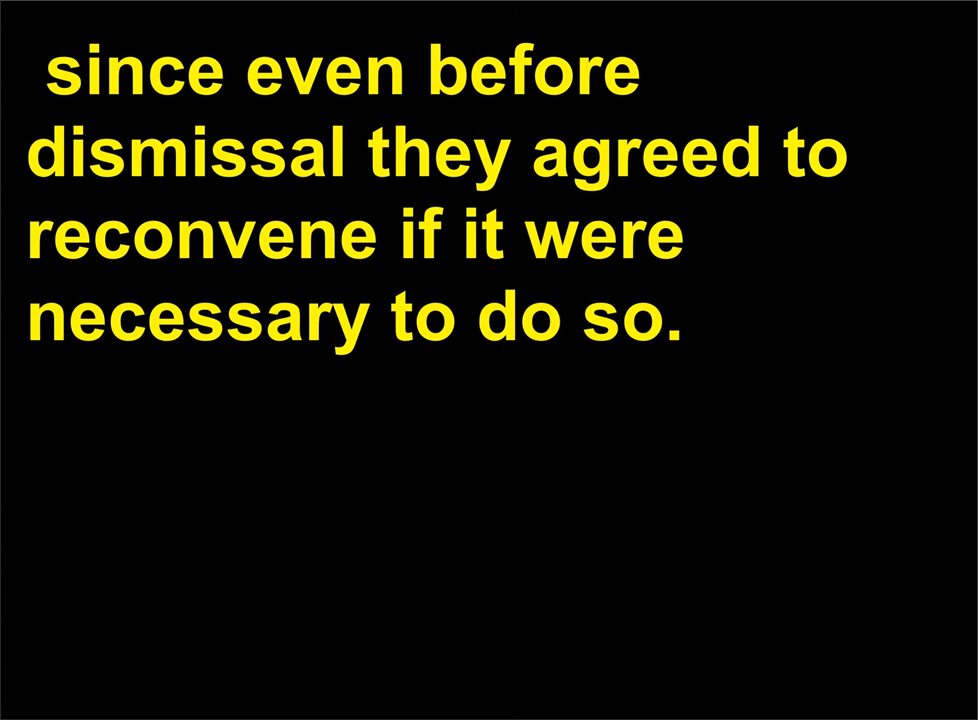 since even before
dismissal they agreed to
reconvene if it were
necessary to do so.